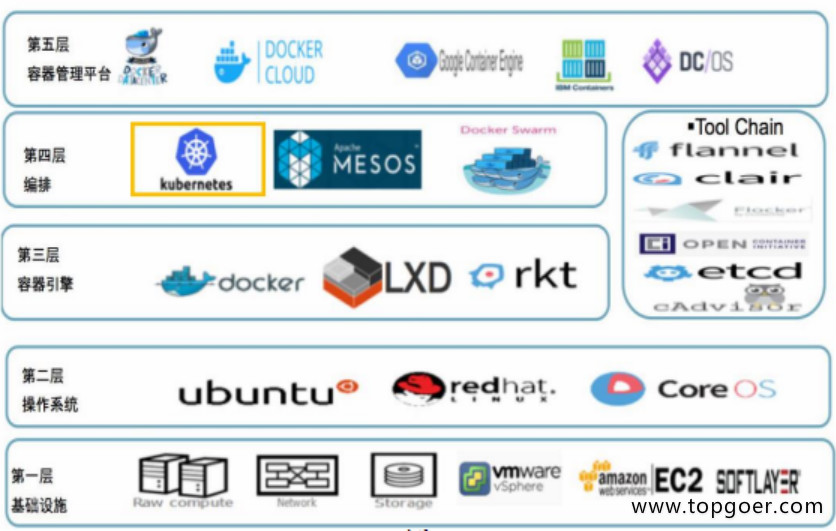 第五层
容器管理平台
DOCKER
DATACENTER
DOCKER
CLOUD
Google Container Engine
IBM Containers
DC/OS
第四层
编排
kubernetes
Apache
MESOS
Docker Swarm
▪Tool Chain
flannel
clair
Flocker
OPEN CONTAINER INITIATIVE
etcd
cAdvisor
第三层
容器引擎
docker
LXD
rkt
第二层
操作系统
ubuntu
redhat.
LINUX
Core OS
第一层
基础设施
Raw compute
Network
Storage
vmware
vSphere
amazon
web services
EC2
SOFTLAYER
www.topgoer.com